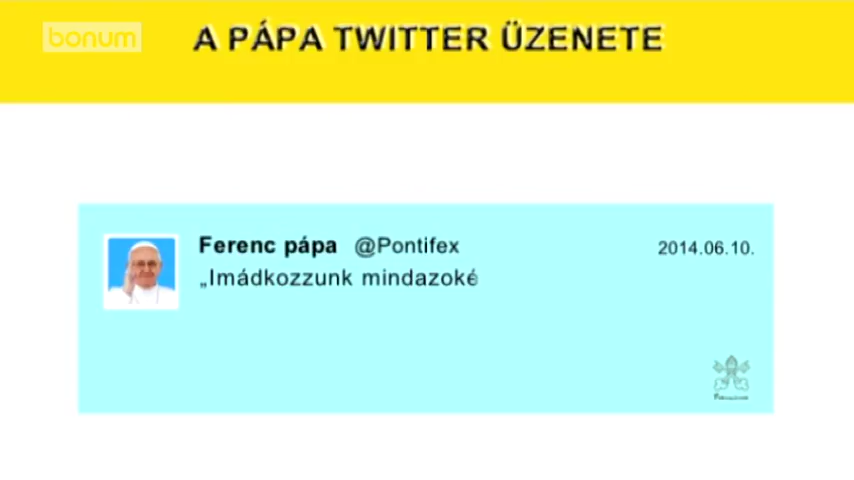 bonum
A PÁPA TWITTER ÜZENETE
Ferenc pápa @Pontifex
2014.06.10.
„Imádkozzunk mindazoké